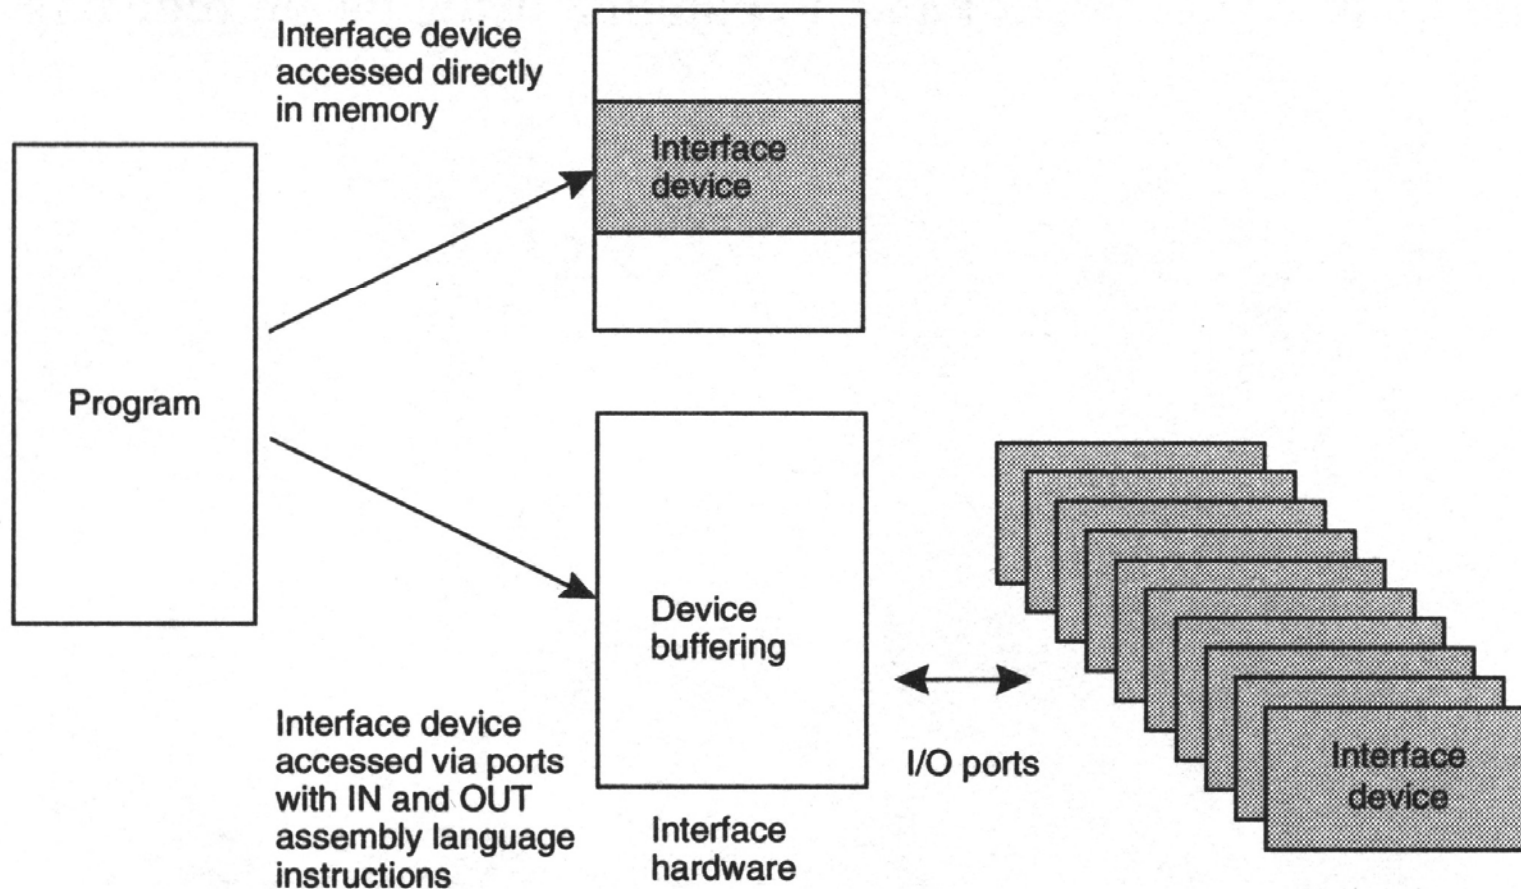 Interface device
accessed directly
in memory
Interface
device
Program
Device
buffering
Interface device
accessed via ports
with IN and OUT
assembly language
instructions
I/O ports
Interface
device
Interface
hardware